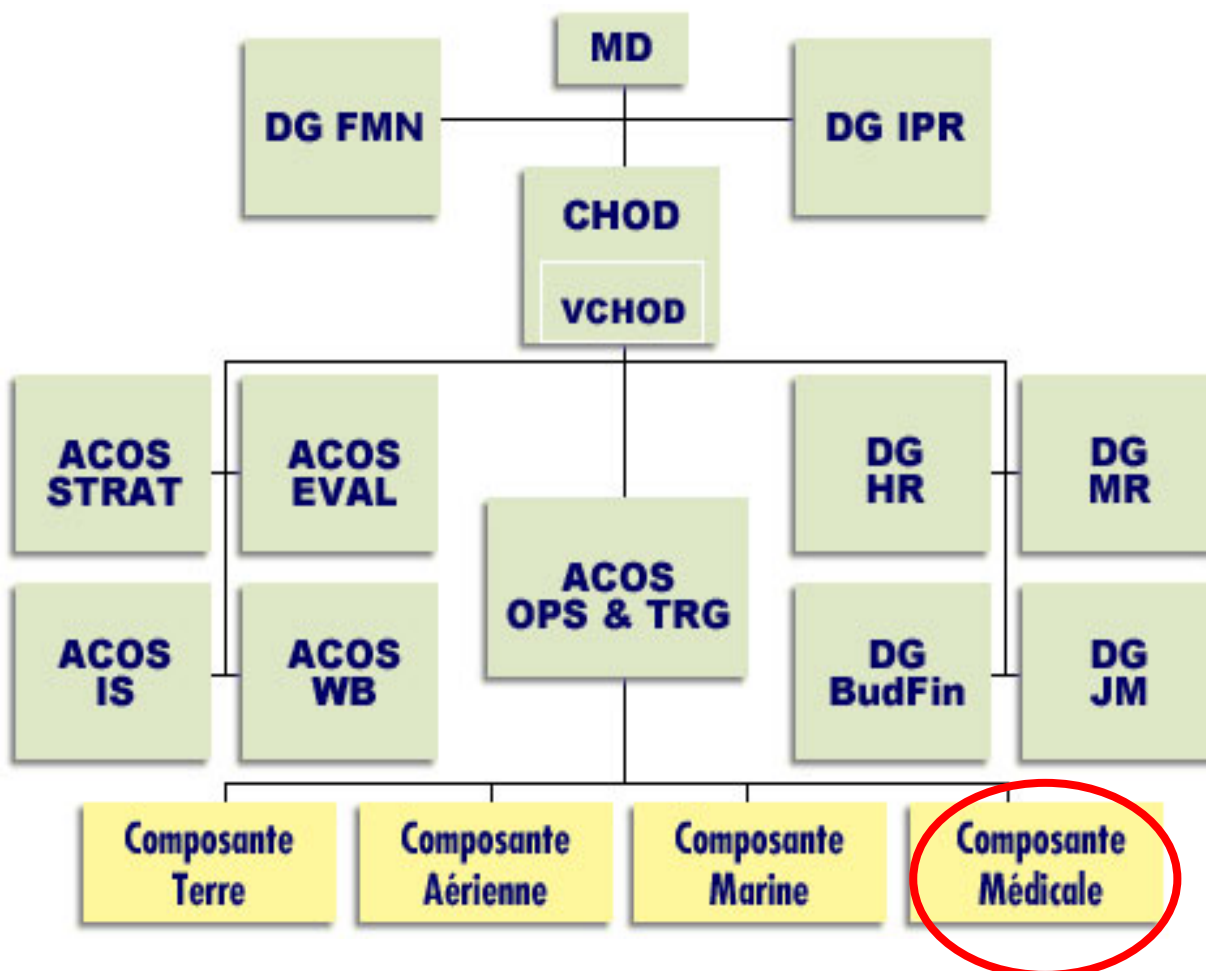 MD
DG FMN
DG IPR
CHOD
VCHOD
ACOS
STRAT
ACOS
EVAL
DG
HR
DG
MR
ACOS
OPS & TRG
ACOS
IS
ACOS
WB
DG
BudFin
DG
JM
Composante
Terre
Composante
Aérienne
Composante
Marine
Composante
Médicale